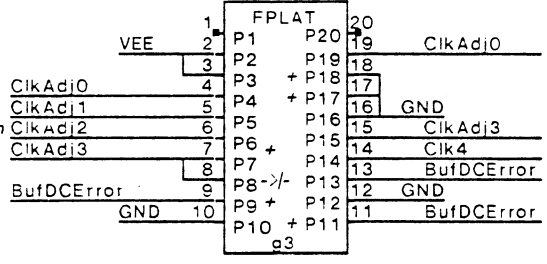 FPLAT
1 P1 P20 20
VEE 2 P2 P19 19 ClkAdj0
3 P3 + P18 18
ClkAdj0 4 P4 + P17 17
ClkAdj1 5 P5 P16 16 GND
ClkAdj2 6 P6 P15 15 ClkAdj3
ClkAdj3 7 P7 + P14 14 Clk4
8 P8 ->/- P13 13 BufDCError
BufDCError 9 P9 + P12 12 GND
GND 10 P10 + P11 11 BufDCError
a3